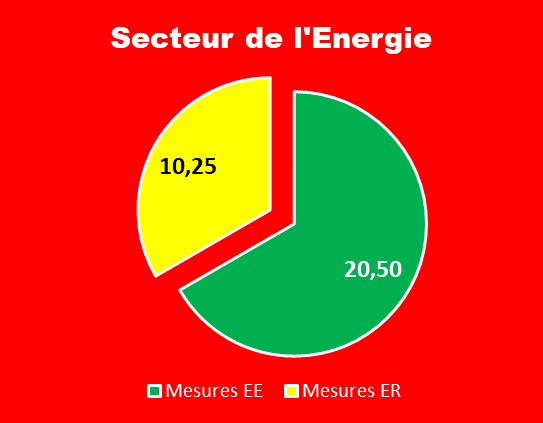 Secteur de l'Energie
10,25
20,50
Mesures EE
Mesures ER